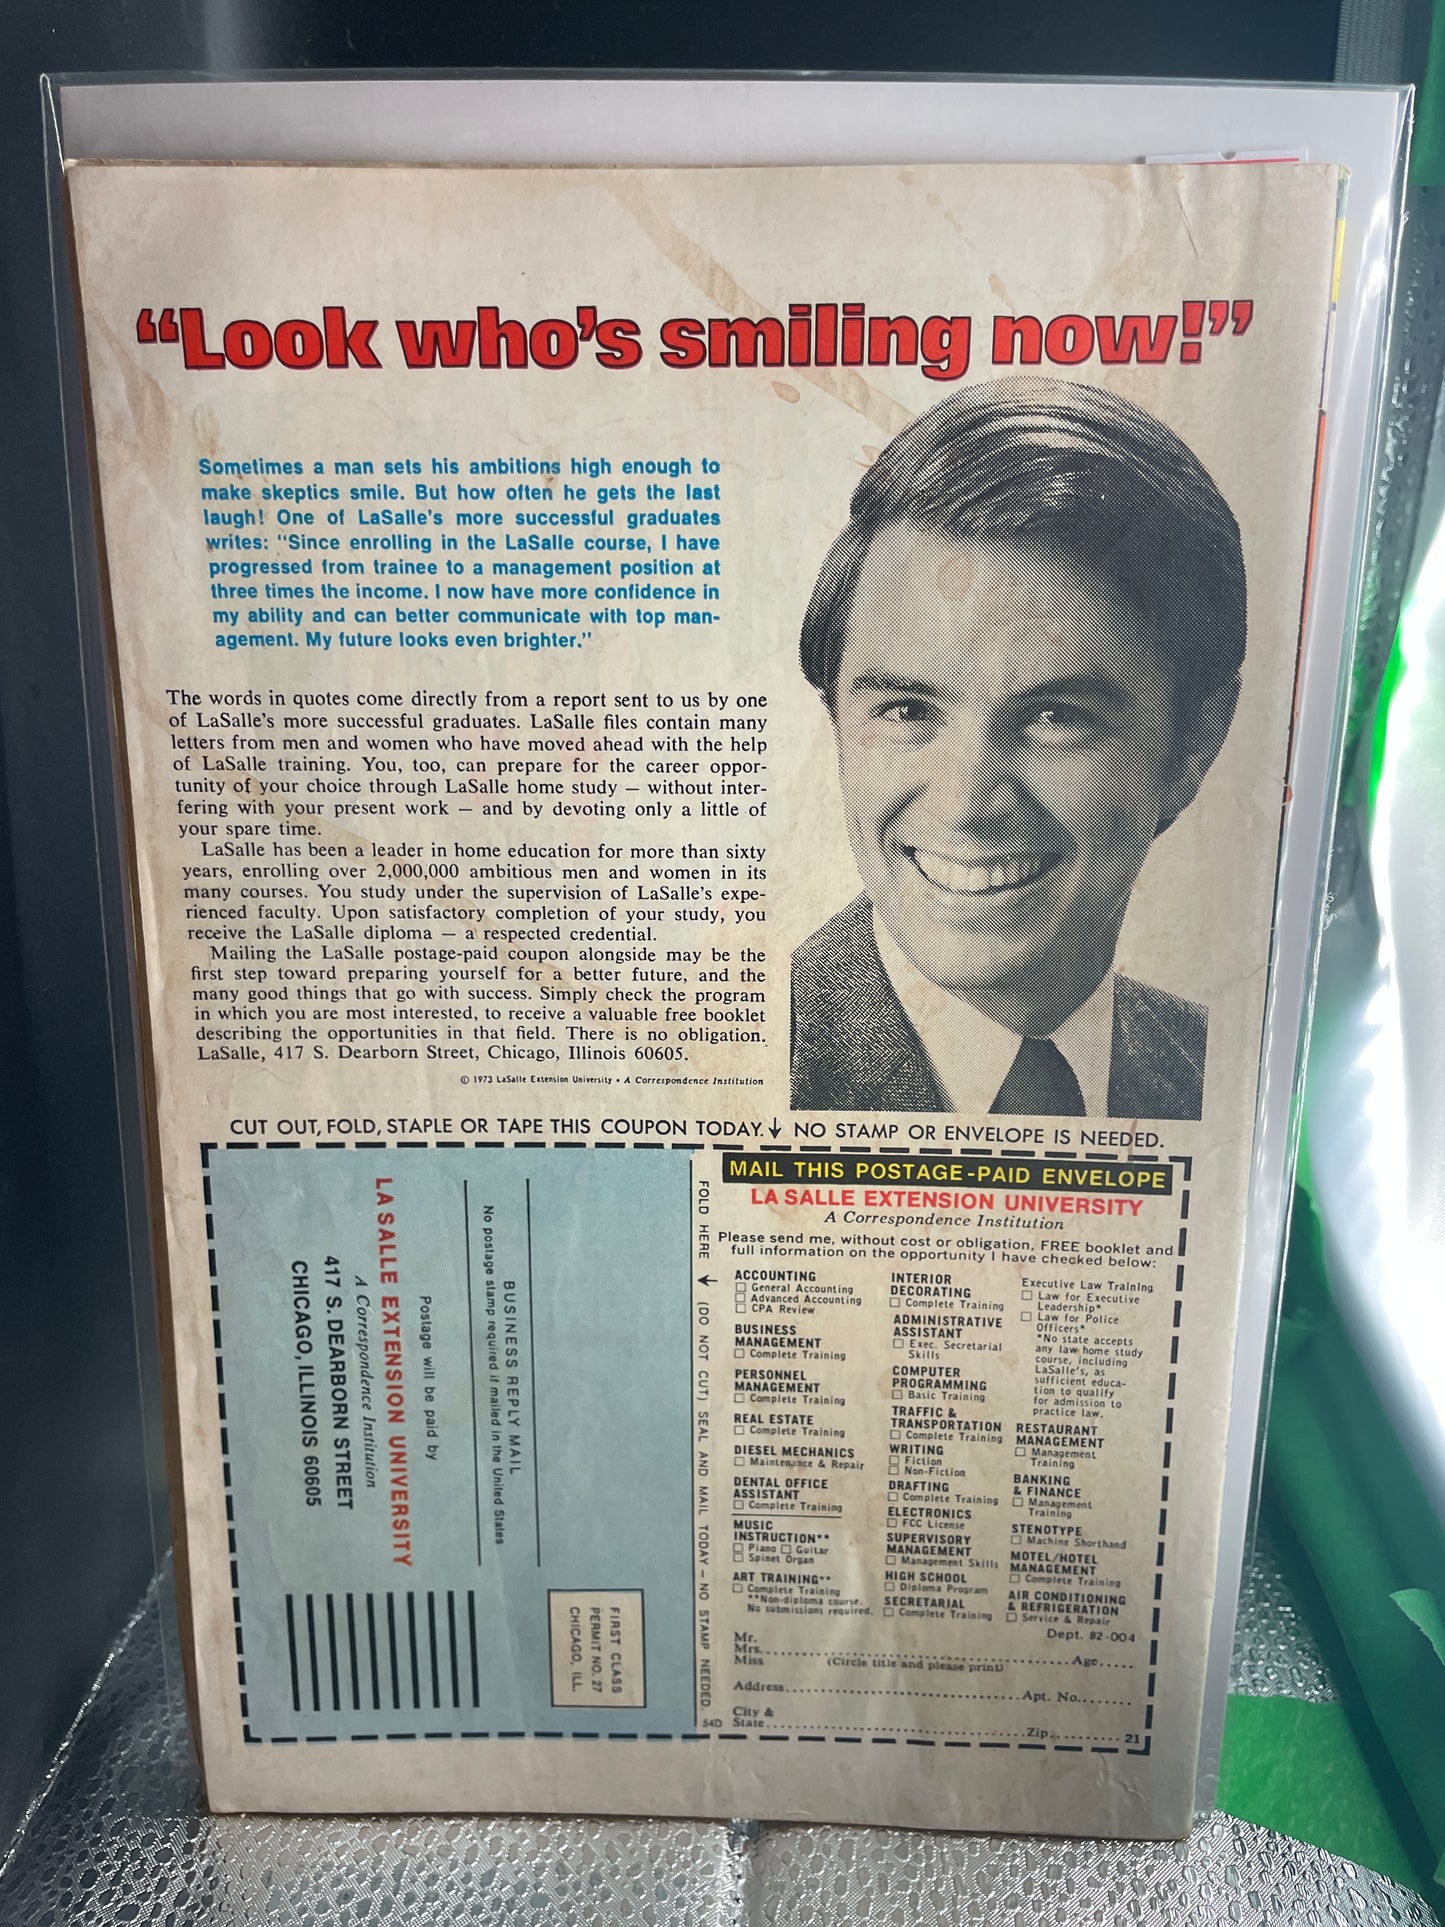 “Look who's smiling now!”
Sometimes a man sets his ambitions high enough to
make skeptics smile. But how often he gets the last
laugh! One of LaSalle's more successful graduates
writes: “Since enrolling in the LaSalle course, I have
progressed from trainee to a management position at
three times the income. I now have more confidence in
my ability and can better communicate with top man-
agement. My future looks even brighter.”
The words in quotes come directly from a report sent to us by one
of LaSalle's more successful graduates. LaSalle files contain many
letters from men and women who have moved ahead with the help
of LaSalle training. You, too, can prepare for the career oppor-
tunity of your choice through LaSalle home study — without inter-
fering with your present work — and by devoting only a little of
your spare time.
LaSalle has been a leader in home education for more than sixty
years, enrolling over 2,000,000 ambitious men and women in its
many courses. You study under the supervision of LaSalle's expe-
rienced faculty. Upon satisfactory completion of your study, you
receive the LaSalle diploma — a respected credential.
Mailing the LaSalle postage-paid coupon alongside may be the
first step toward preparing yourself for a better future, and the
many good things that go with success. Simply check the program
in which you are most interested, to receive a valuable free booklet
describing the opportunities in that field. There is no obligation.
LaSalle, 417 S. Dearborn Street, Chicago, Illinois 60605.
© 1973 LaSalle Extension University • A Correspondence Institution
CUT OUT, FOLD, STAPLE OR TAPE THIS COUPON TODAY. ↓ NO STAMP OR ENVELOPE IS NEEDED.
FIRST CLASS
PERMIT NO. 27
CHICAGO, ILL.
BUSINESS REPLY MAIL
No postage stamp required if mailed in the United States
Postage will be paid by
LA SALLE EXTENSION UNIVERSITY
A Correspondence Institution
417 S. DEARBORN STREET
CHICAGO, ILLINOIS 60605
FOLD HERE ↓ (DO NOT CUT) SEAL AND MAIL TODAY — NO STAMP NEEDED.
54D
MAIL THIS POSTAGE-PAID ENVELOPE
LA SALLE EXTENSION UNIVERSITY
A Correspondence Institution
Please send me, without cost or obligation, FREE booklet and
full information on the opportunity I have checked below:
ACCOUNTING
☐ General Accounting
☐ Advanced Accounting
☐ CPA Review
BUSINESS
MANAGEMENT
☐ Complete Training
PERSONNEL
MANAGEMENT
☐ Complete Training
REAL ESTATE
☐ Complete Training
DIESEL MECHANICS
☐ Maintenance & Repair
DENTAL OFFICE
ASSISTANT
☐ Complete Training
MUSIC
INSTRUCTION**
☐ Piano ☐ Guitar
☐ Spinet Organ
ART TRAINING**
☐ Complete Training
**Non-diploma course.
No submissions required.
INTERIOR
DECORATING
☐ Complete Training
ADMINISTRATIVE
ASSISTANT
☐ Exec. Secretarial
Skills
COMPUTER
PROGRAMMING
☐ Basic Training
TRAFFIC &
TRANSPORTATION
☐ Complete Training
WRITING
☐ Fiction
☐ Non-Fiction
DRAFTING
☐ Complete Training
ELECTRONICS
☐ FCC License
SUPERVISORY
MANAGEMENT
☐ Management Skills
HIGH SCHOOL
☐ Diploma Program
SECRETARIAL
☐ Complete Training
Executive Law Training
☐ Law for Executive
Leadership*
☐ Law for Police
Officers*
*No state accepts
any law home study
course, including
LaSalle's, as
sufficient educa-
tion to qualify
for admission to
practice law.
RESTAURANT
MANAGEMENT
☐ Management
Training
BANKING
& FINANCE
☐ Management
Training
STENOTYPE
☐ Machine Shorthand
MOTEL/HOTEL
MANAGEMENT
☐ Complete Training
AIR CONDITIONING
& REFRIGERATION
☐ Service & Repair
Dept. 82-004
Mr.
Mrs. Age
Miss (Circle title and please print)
Address Apt. No.
City &
State Zip 21